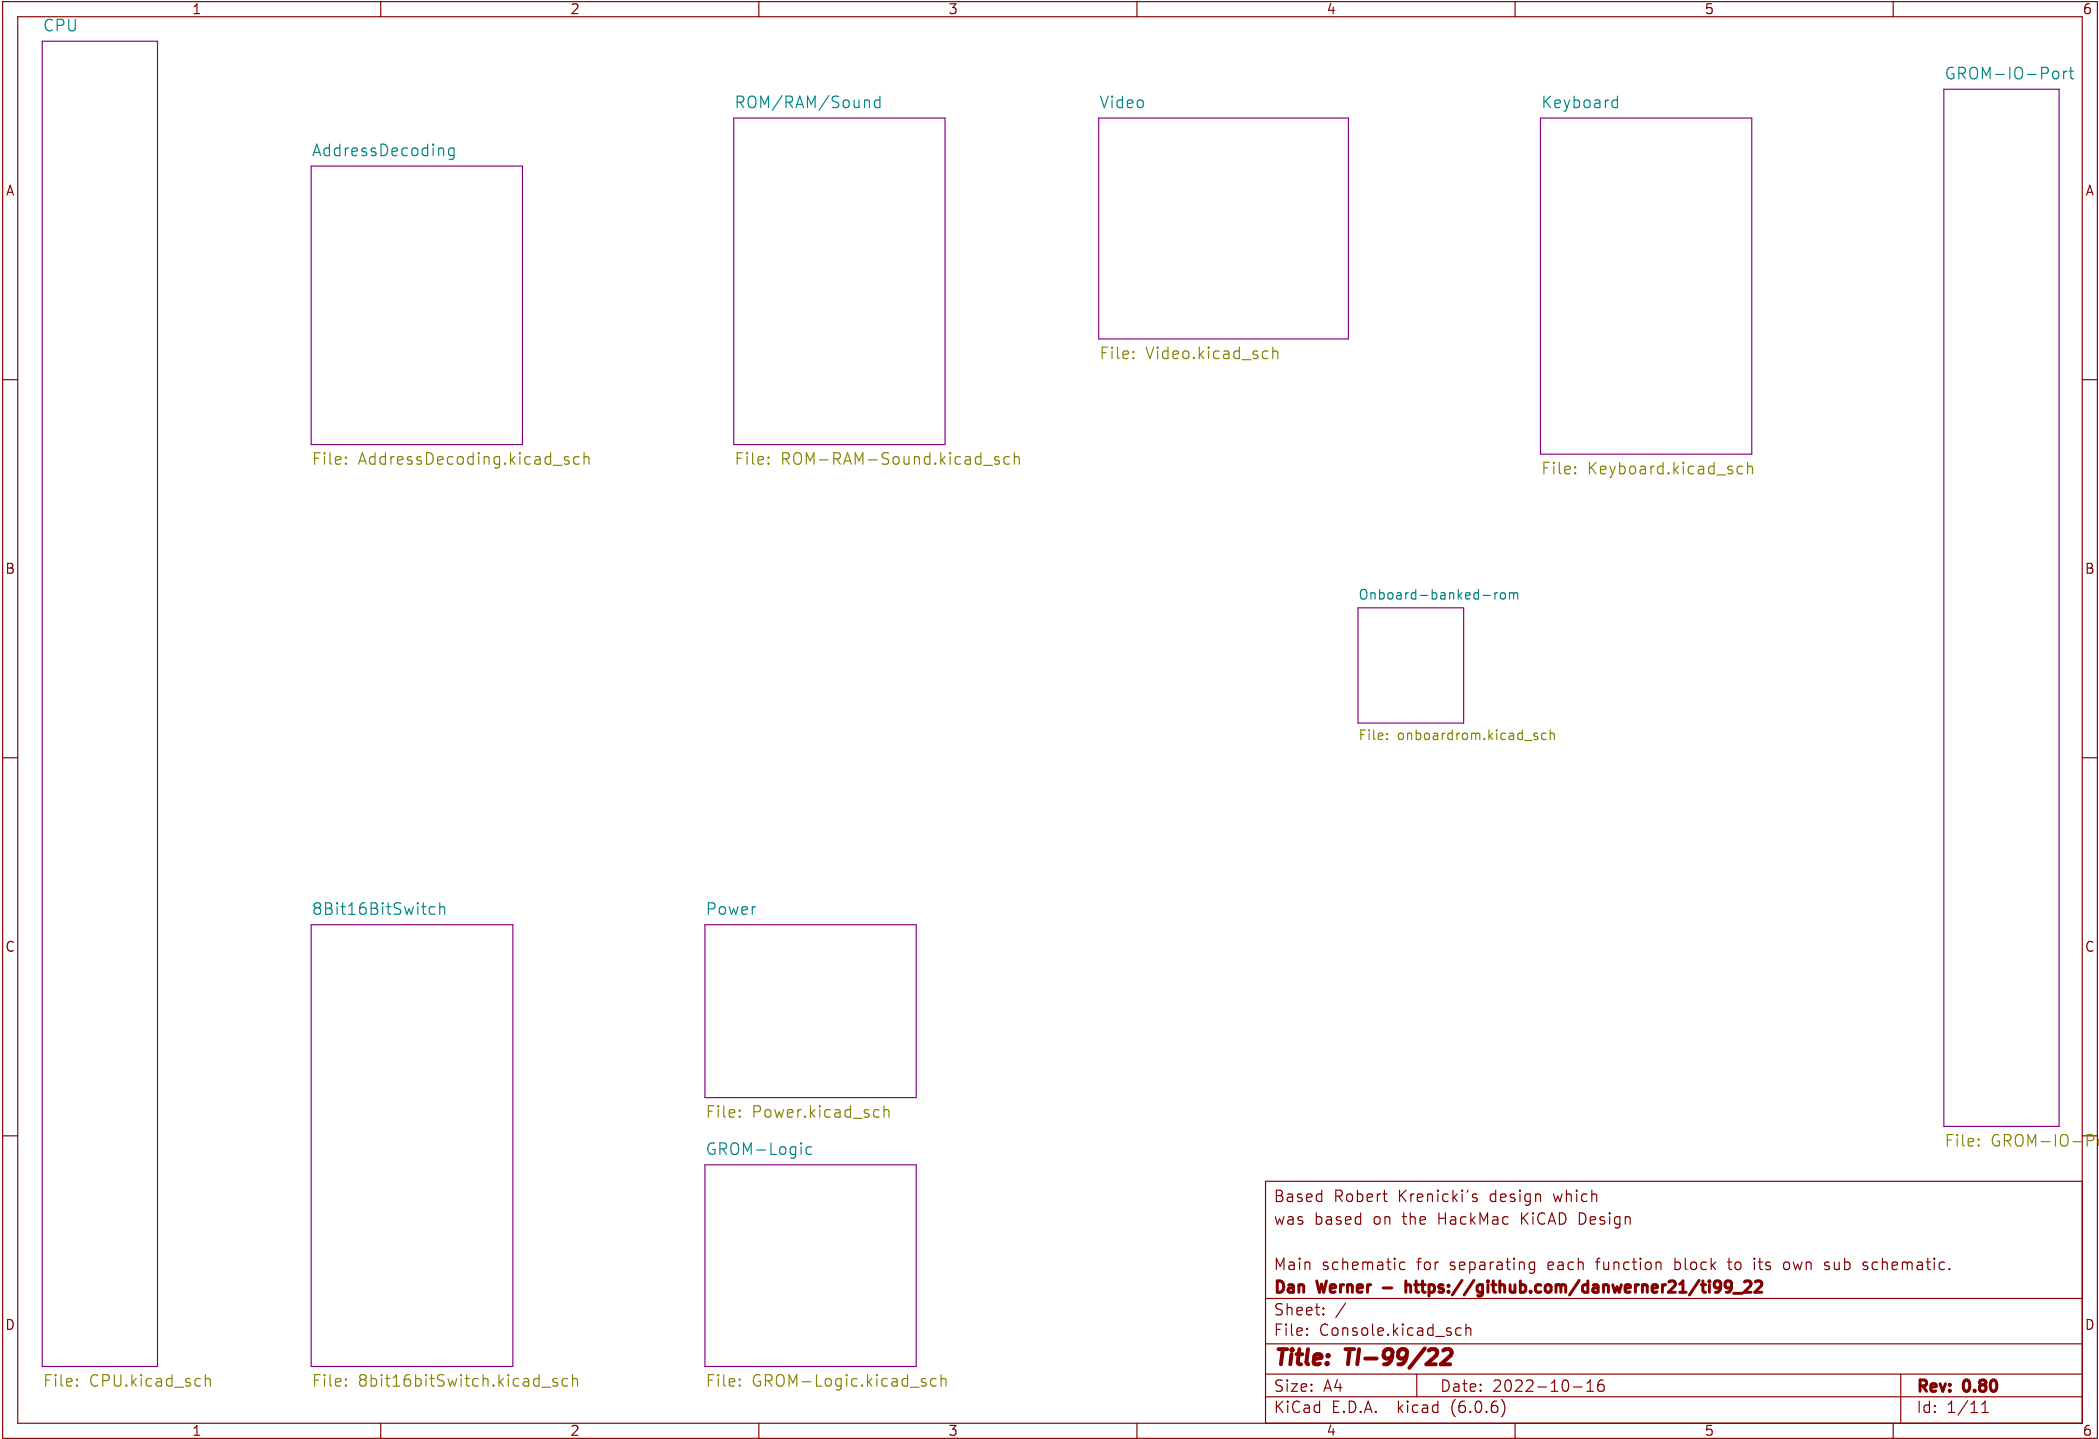 1 2 3 4 5 6
CPU
GROM-IO-Port
ROM/RAM/Sound
Video
Keyboard
AddressDecoding
A A
File: Video.kicad_sch
File: AddressDecoding.kicad_sch
File: ROM-RAM-Sound.kicad_sch
File: Keyboard.kicad_sch
B B
Onboard-banked-rom
File: onboardrom.kicad_sch
8Bit16BitSwitch
Power
C C
File: Power.kicad_sch
File: GROM-IO-P
GROM-Logic
Based Robert Krenicki's design which
was based on the HackMac KiCAD Design
Main schematic for separating each function block to its own sub schematic.
Dan Werner - https://github.com/danwerner21/ti99_22
Sheet: /
File: Console.kicad_sch
D D
Title: TI-99/22
File: CPU.kicad_sch
File: 8bit16bitSwitch.kicad_sch
File: GROM-Logic.kicad_sch
Size: A4
Date: 2022-10-16
Rev: 0.80
KiCad E.D.A. kicad (6.0.6)
Id: 1/11
1 2 3 4 5 6